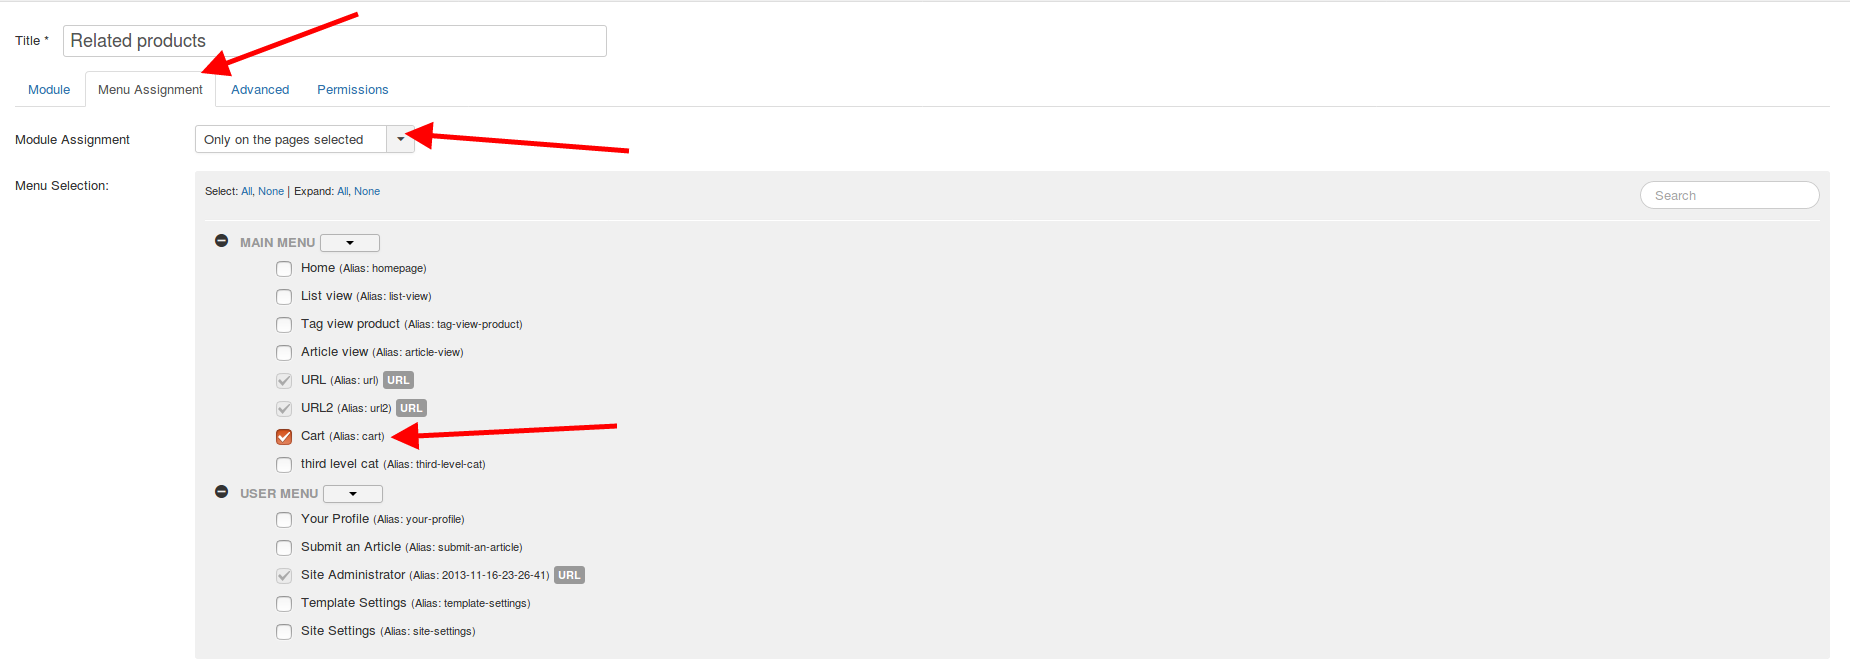 Title *
Related products
Module Menu Assignment Advanced Permissions
Module Assignment Only on the pages selected
Menu Selection:
Select: All, None | Expand: All, None
Search
MAIN MENU
Home (Alias: homepage)
List view (Alias: list-view)
Tag view product (Alias: tag-view-product)
Article view (Alias: article-view)
URL (Alias: url) URL
URL2 (Alias: url2) URL
Cart (Alias: cart)
third level cat (Alias: third-level-cat)
USER MENU
Your Profile (Alias: your-profile)
Submit an Article (Alias: submit-an-article)
Site Administrator (Alias: 2013-11-16-23-26-41) URL
Template Settings (Alias: template-settings)
Site Settings (Alias: site-settings)